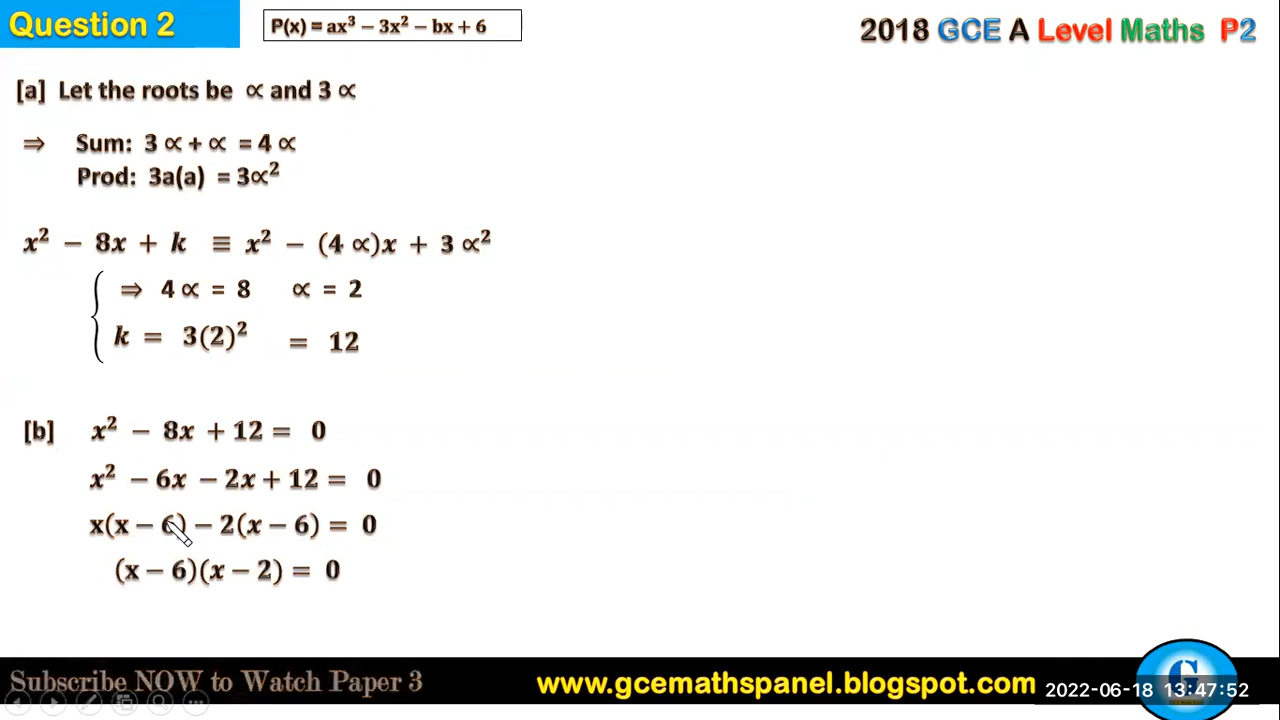 Question 2
P(x) = ax³ − 3x² − bx + 6
2018 GCE A Level Maths P2
[a] Let the roots be ∝ and 3 ∝
⇒ Sum: 3 ∝ + ∝ = 4 ∝
Prod: 3a(a) = 3∝²
x² − 8x + k ≡ x² − (4 ∝)x + 3 ∝²
⇒ 4 ∝ = 8 ∝ = 2
k = 3(2)² = 12
[b] x² − 8x + 12 = 0
x² − 6x − 2x + 12 = 0
x(x − 6) − 2(x − 6) = 0
(x − 6)(x − 2) = 0
Subscribe NOW to Watch Paper 3
www.gcemathspanel.blogspot.com
G
2022-06-18 13:47:52